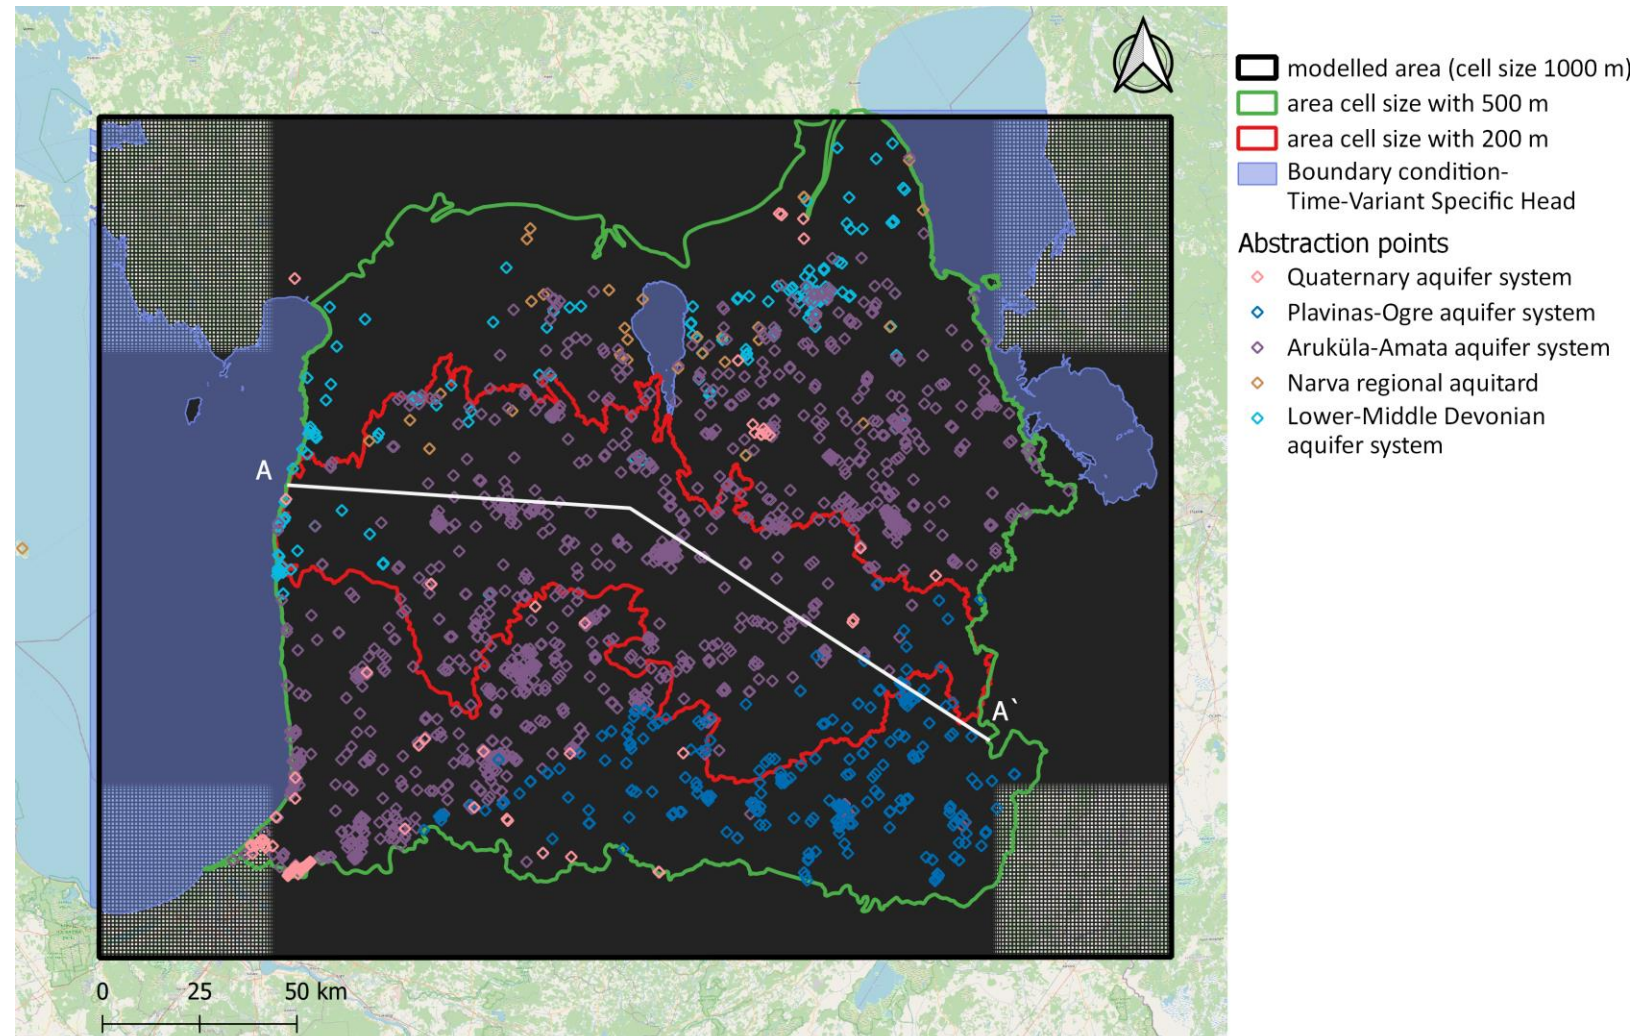 modelled area (cell size 1000 m)
area cell size with 500 m
area cell size with 200 m
Boundary condition-
Time-Variant Specific Head
Abstraction points
Quaternary aquifer system
Plavinas-Ogre aquifer system
Aruküla-Amata aquifer system
Narva regional aquitard
Lower-Middle Devonian
aquifer system
A
A`
0 25 50 km